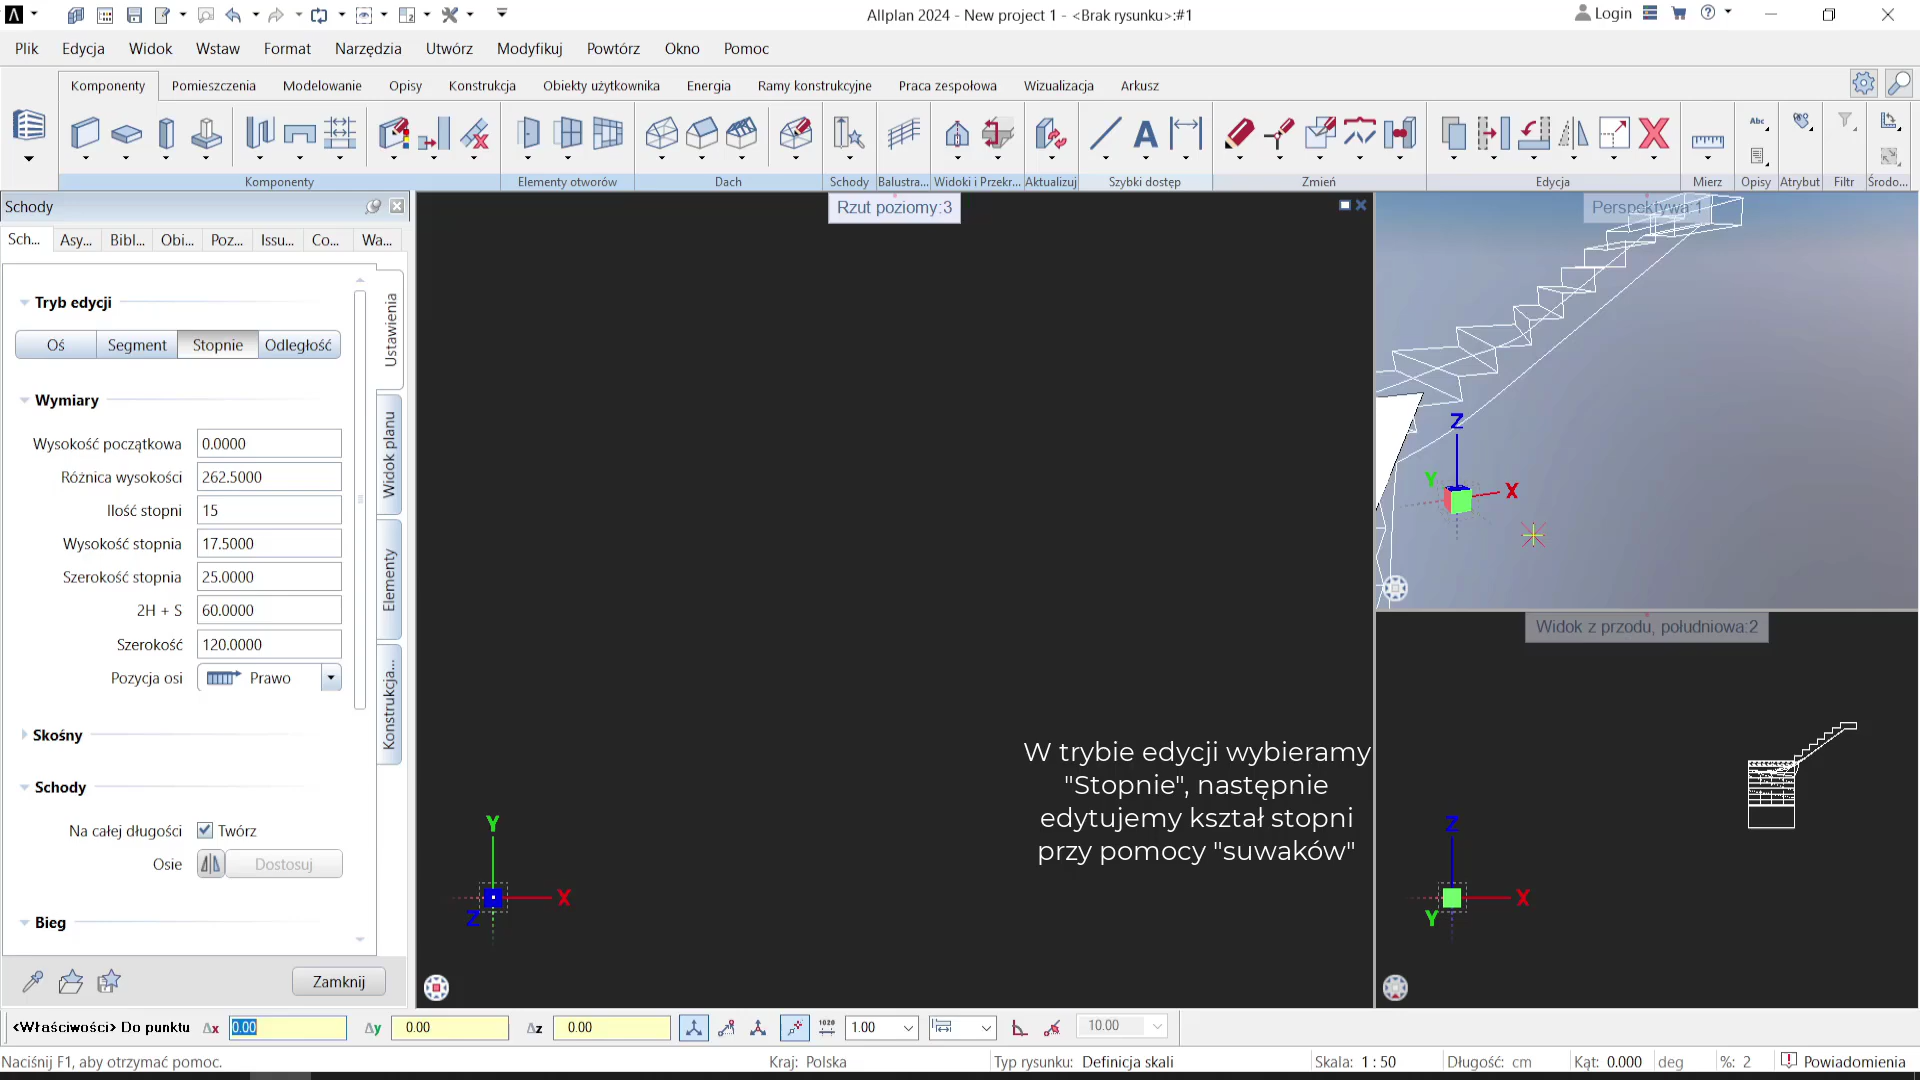 Allplan 2024 - New project 1 - <Brak rysunku>:#1
Login
Plik
Edycja
Widok
Wstaw
Format
Narzędzia
Utwórz
Modyfikuj
Powtórz
Okno
Pomoc
Komponenty
Pomieszczenia
Modelowanie
Opisy
Konstrukcja
Obiekty użytkownika
Energia
Ramy konstrukcyjne
Praca zespołowa
Wizualizacja
Arkusz
Abc
Komponenty
Elementy otworów
Dach
Schody
Balustra...
Widoki i Przekr...
Aktualizuj
Szybki dostęp
Zmień
Edycja
Mierz
Opisy
Atrybut
Filtr
Środo...
Schody
Sch...
Asy...
Bibl...
Obi...
Poz...
Issu...
Co...
Wa...
Tryb edycji
Oś
Segment
Stopnie
Odległość
Wymiary
Wysokość początkowa
0.0000
Różnica wysokości
262.5000
Ilość stopni
15
Wysokość stopnia
17.5000
Szerokość stopnia
25.0000
2H + S
60.0000
Szerokość
120.0000
Pozycja osi
Prawo
Skośny
Schody
Na całej długości
Twórz
Osie
Dostosuj
Bieg
Zamknij
Ustawienia
Widok planu
Elementy
Konstrukcja...
Rzut poziomy:3
Perspektywa:1
Z
Y
X
Widok z przodu, południowa:2
W trybie edycji wybieramy
"Stopnie", następnie
edytujemy kształ stopni
przy pomocy "suwaków"
Y
X
Z
Z
X
Y
<Właściwości> Do punktu
Δx
0.00
Δy
0.00
Δz
0.00
1020
1.00
10.00
Naciśnij F1, aby otrzymać pomoc.
Kraj: Polska
Typ rysunku: Definicja skali
Skala: 1 : 50
Długość: cm
Kąt: 0.000
deg
%: 2
Powiadomienia